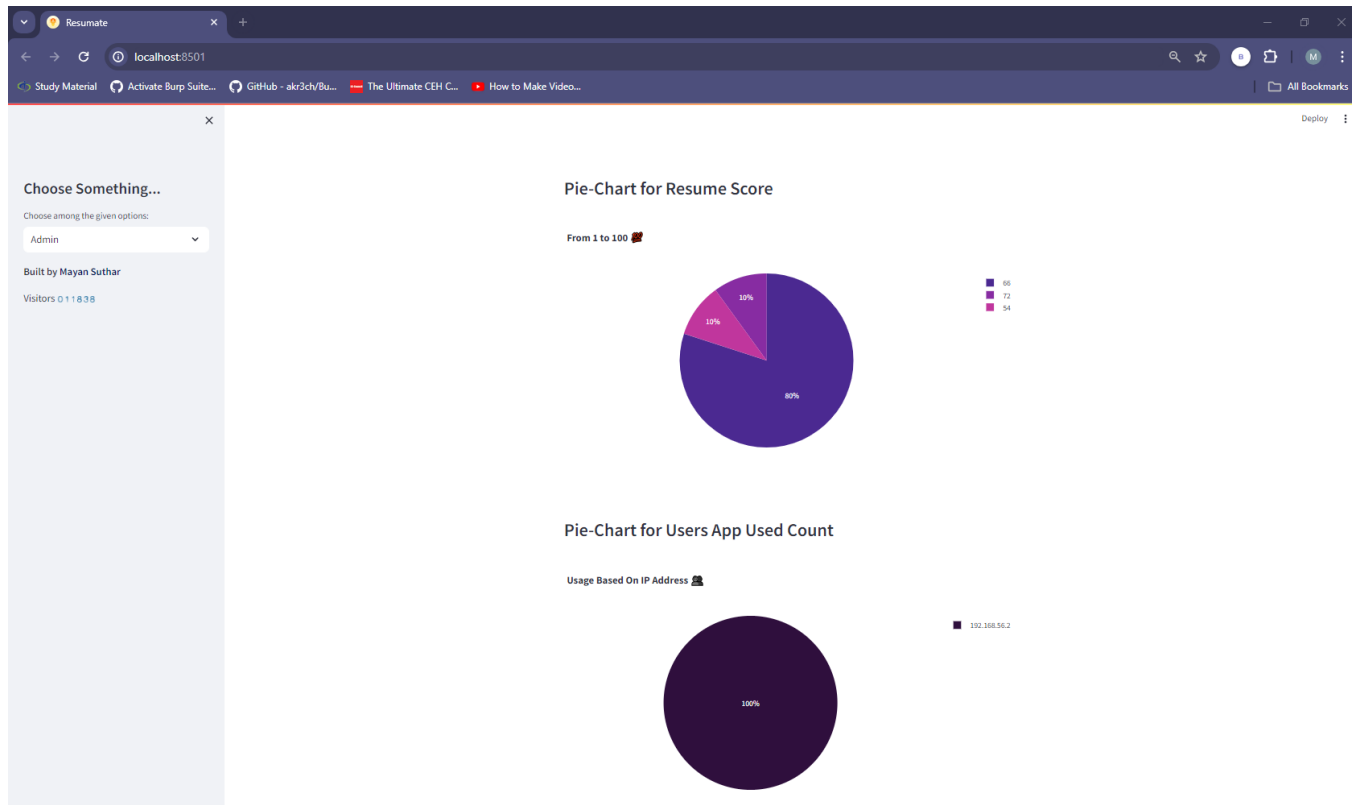 Resumate
localhost:8501
B
M
Study Material
Activate Burp Suite...
GitHub - akr3ch/Bu...
The Ultimate CEH C...
How to Make Video...
All Bookmarks
Deploy
Choose Something...
Choose among the given options:
Admin
Built by Mayan Suthar
Visitors 011838
Pie-Chart for Resume Score
From 1 to 100
66
72
54
10%
10%
80%
Pie-Chart for Users App Used Count
Usage Based On IP Address
192.168.56.2
100%